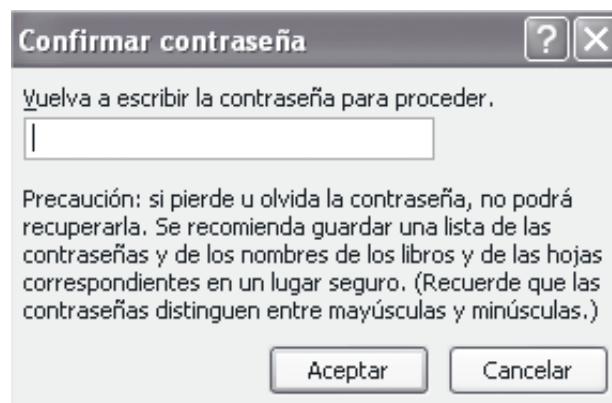 Confirmar contraseña
Vuelva a escribir la contraseña para proceder.
Precaución: si pierde u olvida la contraseña, no podrá
recuperarla. Se recomienda guardar una lista de las
contraseñas y de los nombres de los libros y de las hojas
correspondientes en un lugar seguro. (Recuerde que las
contraseñas distinguen entre mayúsculas y minúsculas.)
Aceptar Cancelar